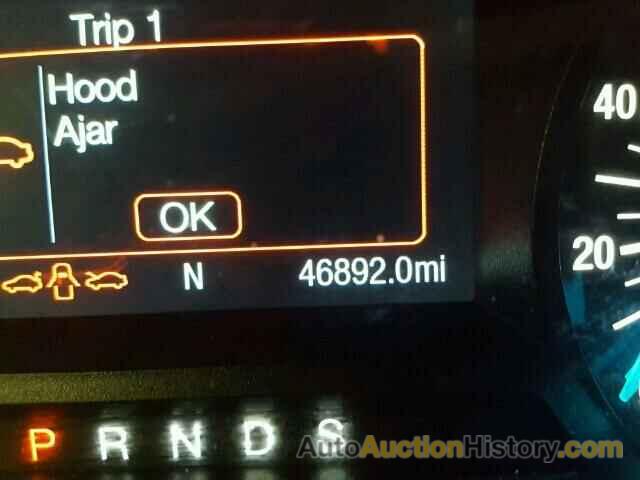 Trip 1
Hood
Ajar
OK
N
46892.0mi
40
20
P R N D S
AutoAuctionHistory.com